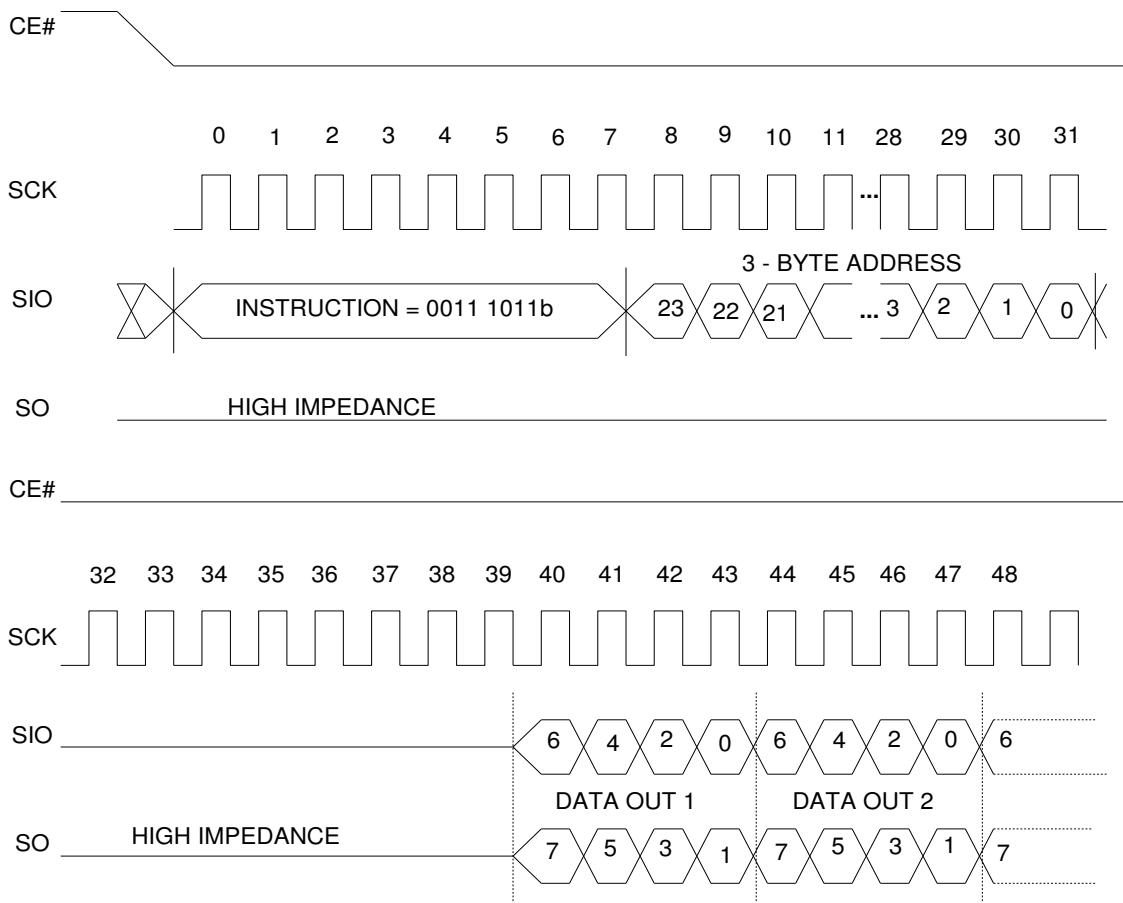 CE#
0 1 2 3 4 5 6 7 8 9 10 11 28 29 30 31
SCK ...
3 - BYTE ADDRESS
SIO INSTRUCTION = 0011 1011b 23 22 21 ... 3 2 1 0
SO HIGH IMPEDANCE
CE#
32 33 34 35 36 37 38 39 40 41 42 43 44 45 46 47 48
SCK
SIO 6 4 2 0 6 4 2 0 6
DATA OUT 1 DATA OUT 2
SO HIGH IMPEDANCE 7 5 3 1 7 5 3 1 7